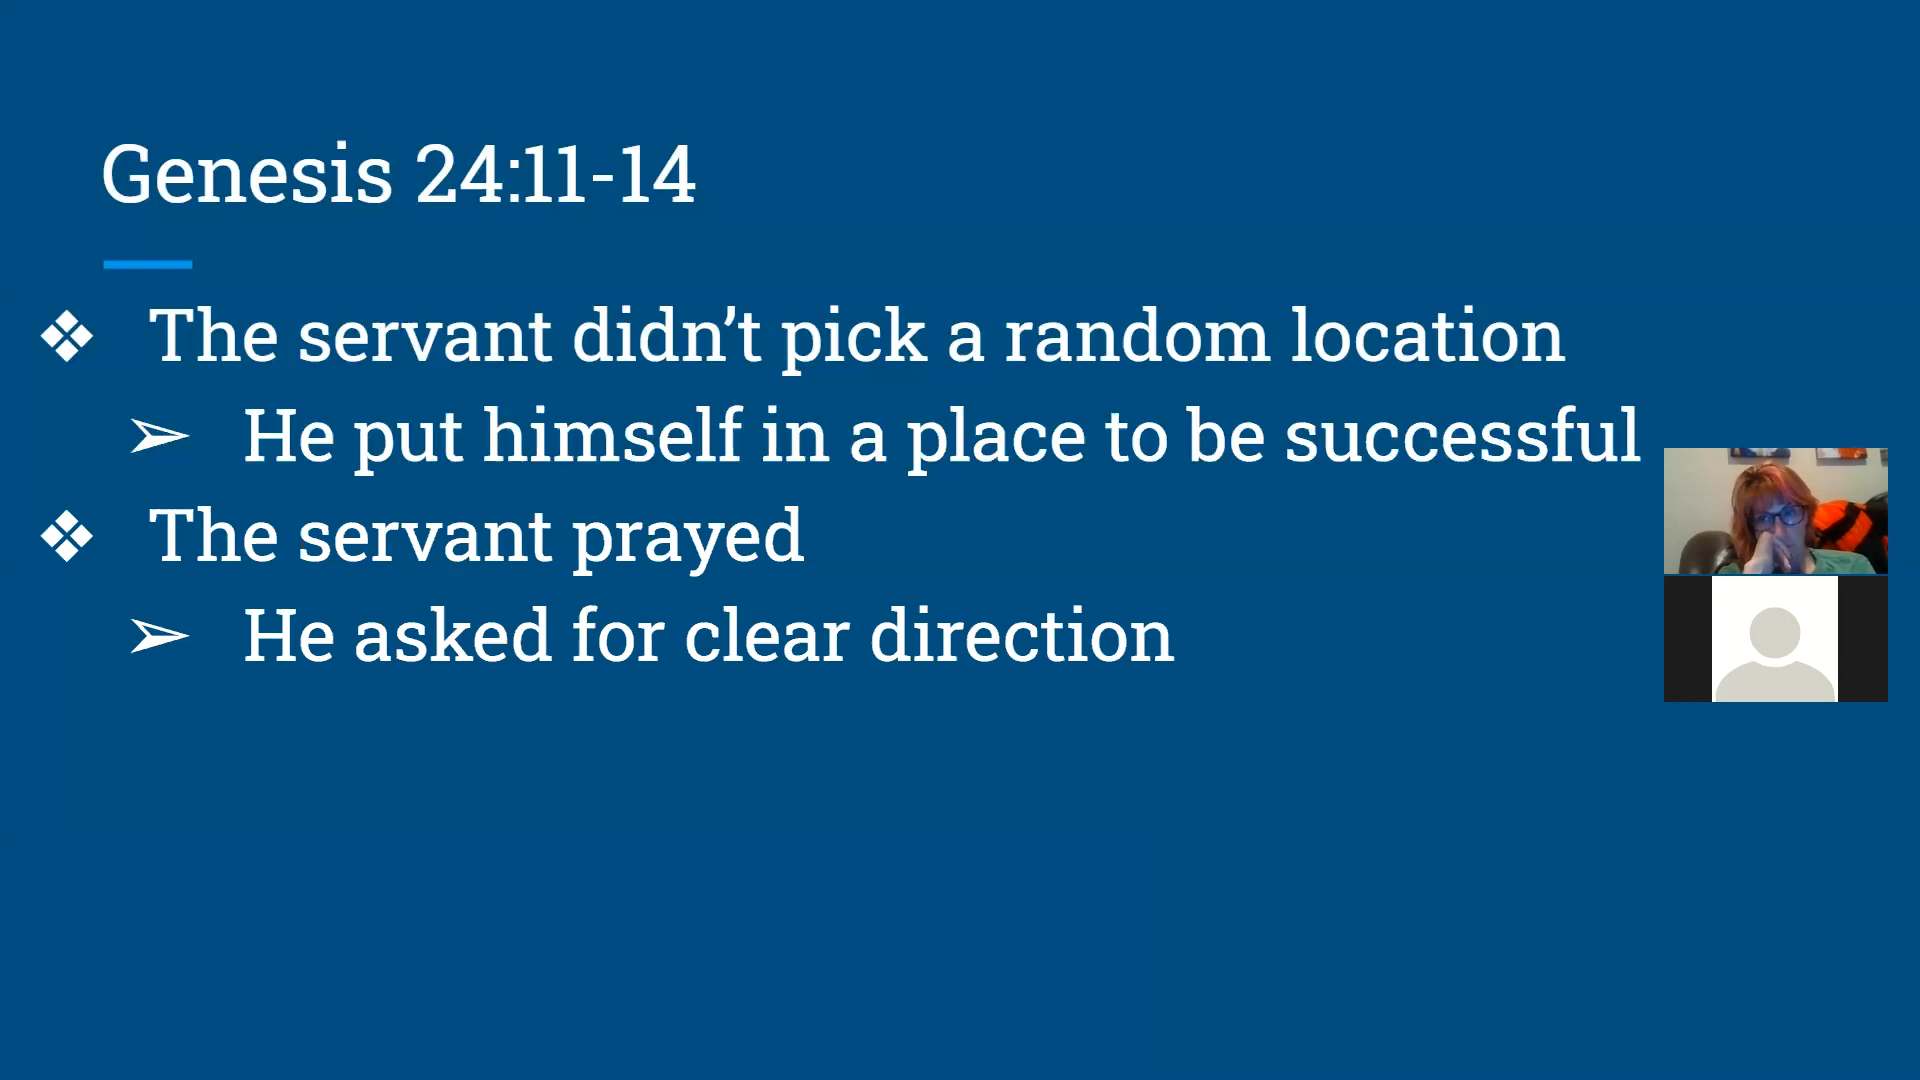 Genesis 24:11-14
❖ The servant didn’t pick a random location
➢ He put himself in a place to be successful
❖ The servant prayed
➢ He asked for clear direction